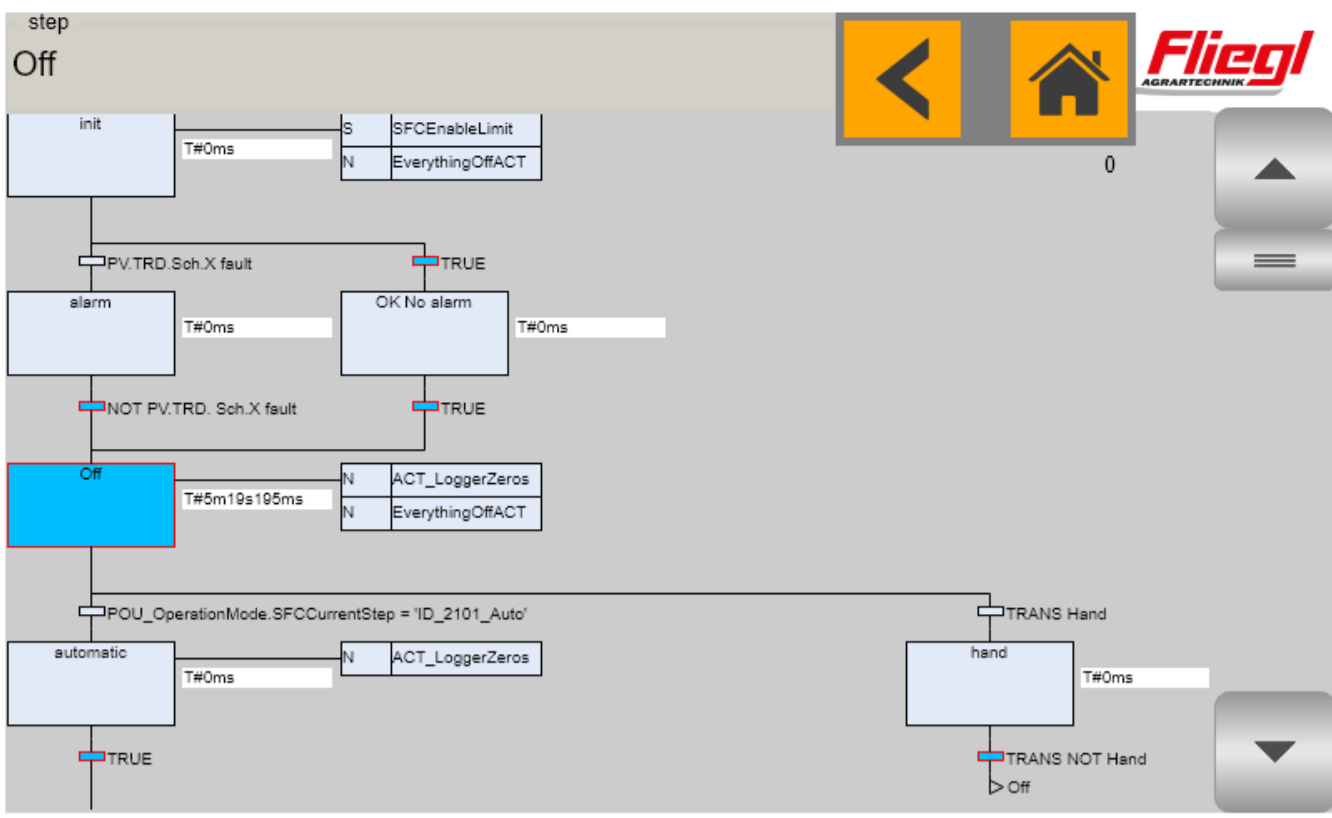 step
Off
Fliegl
AGRARTECHNIK
0
init
T#0ms
S SFCEnableLimit
N EverythingOffACT
PV.TRD.Sch.X fault
TRUE
alarm
T#0ms
OK No alarm
T#0ms
NOT PV.TRD. Sch.X fault
TRUE
Off
T#5m19s195ms
N ACT_LoggerZeros
N EverythingOffACT
POU_OperationMode.SFCCurrentStep = 'ID_2101_Auto'
TRANS Hand
automatic
T#0ms
N ACT_LoggerZeros
hand
T#0ms
TRUE
TRANS NOT Hand
Off